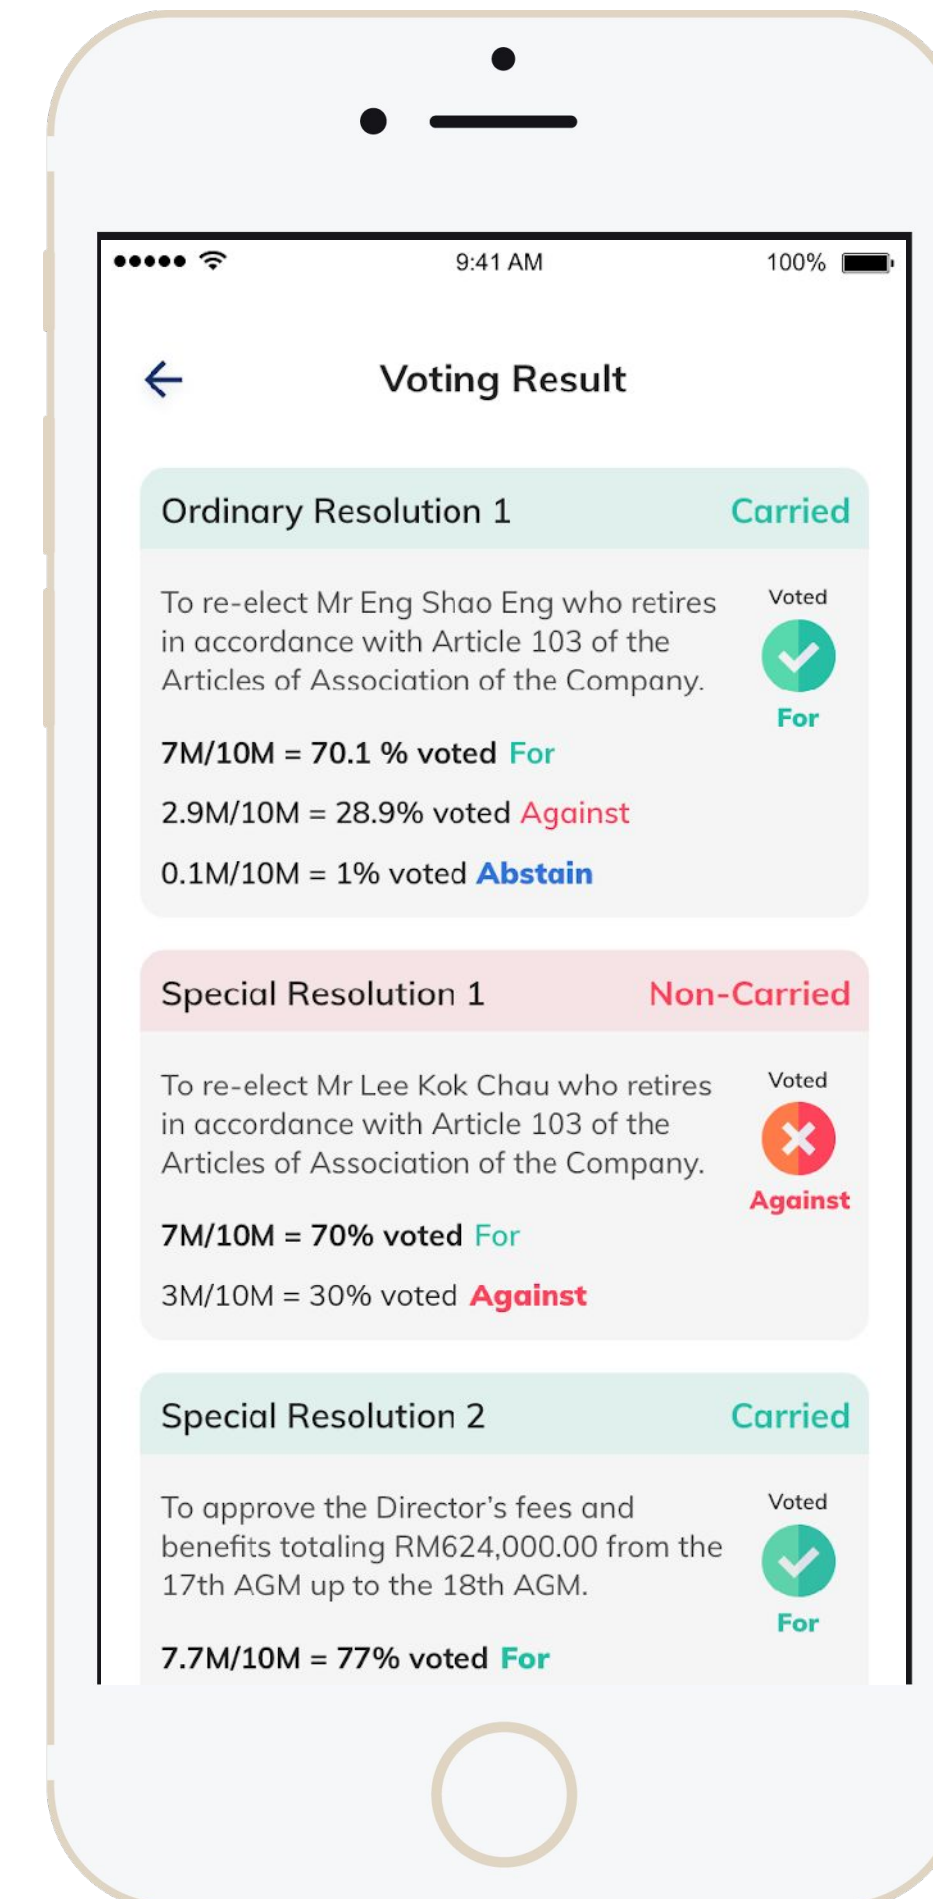 9:41 AM 100%
Voting Result
Ordinary Resolution 1 Carried
To re-elect Mr Eng Shao Eng who retires
in accordance with Article 103 of the
Articles of Association of the Company.
Voted
For
7M/10M = 70.1 % voted For
2.9M/10M = 28.9% voted Against
0.1M/10M = 1% voted Abstain
Special Resolution 1 Non-Carried
To re-elect Mr Lee Kok Chau who retires
in accordance with Article 103 of the
Articles of Association of the Company.
Voted
Against
7M/10M = 70% voted For
3M/10M = 30% voted Against
Special Resolution 2 Carried
To approve the Director’s fees and
benefits totaling RM624,000.00 from the
17th AGM up to the 18th AGM.
Voted
For
7.7M/10M = 77% voted For